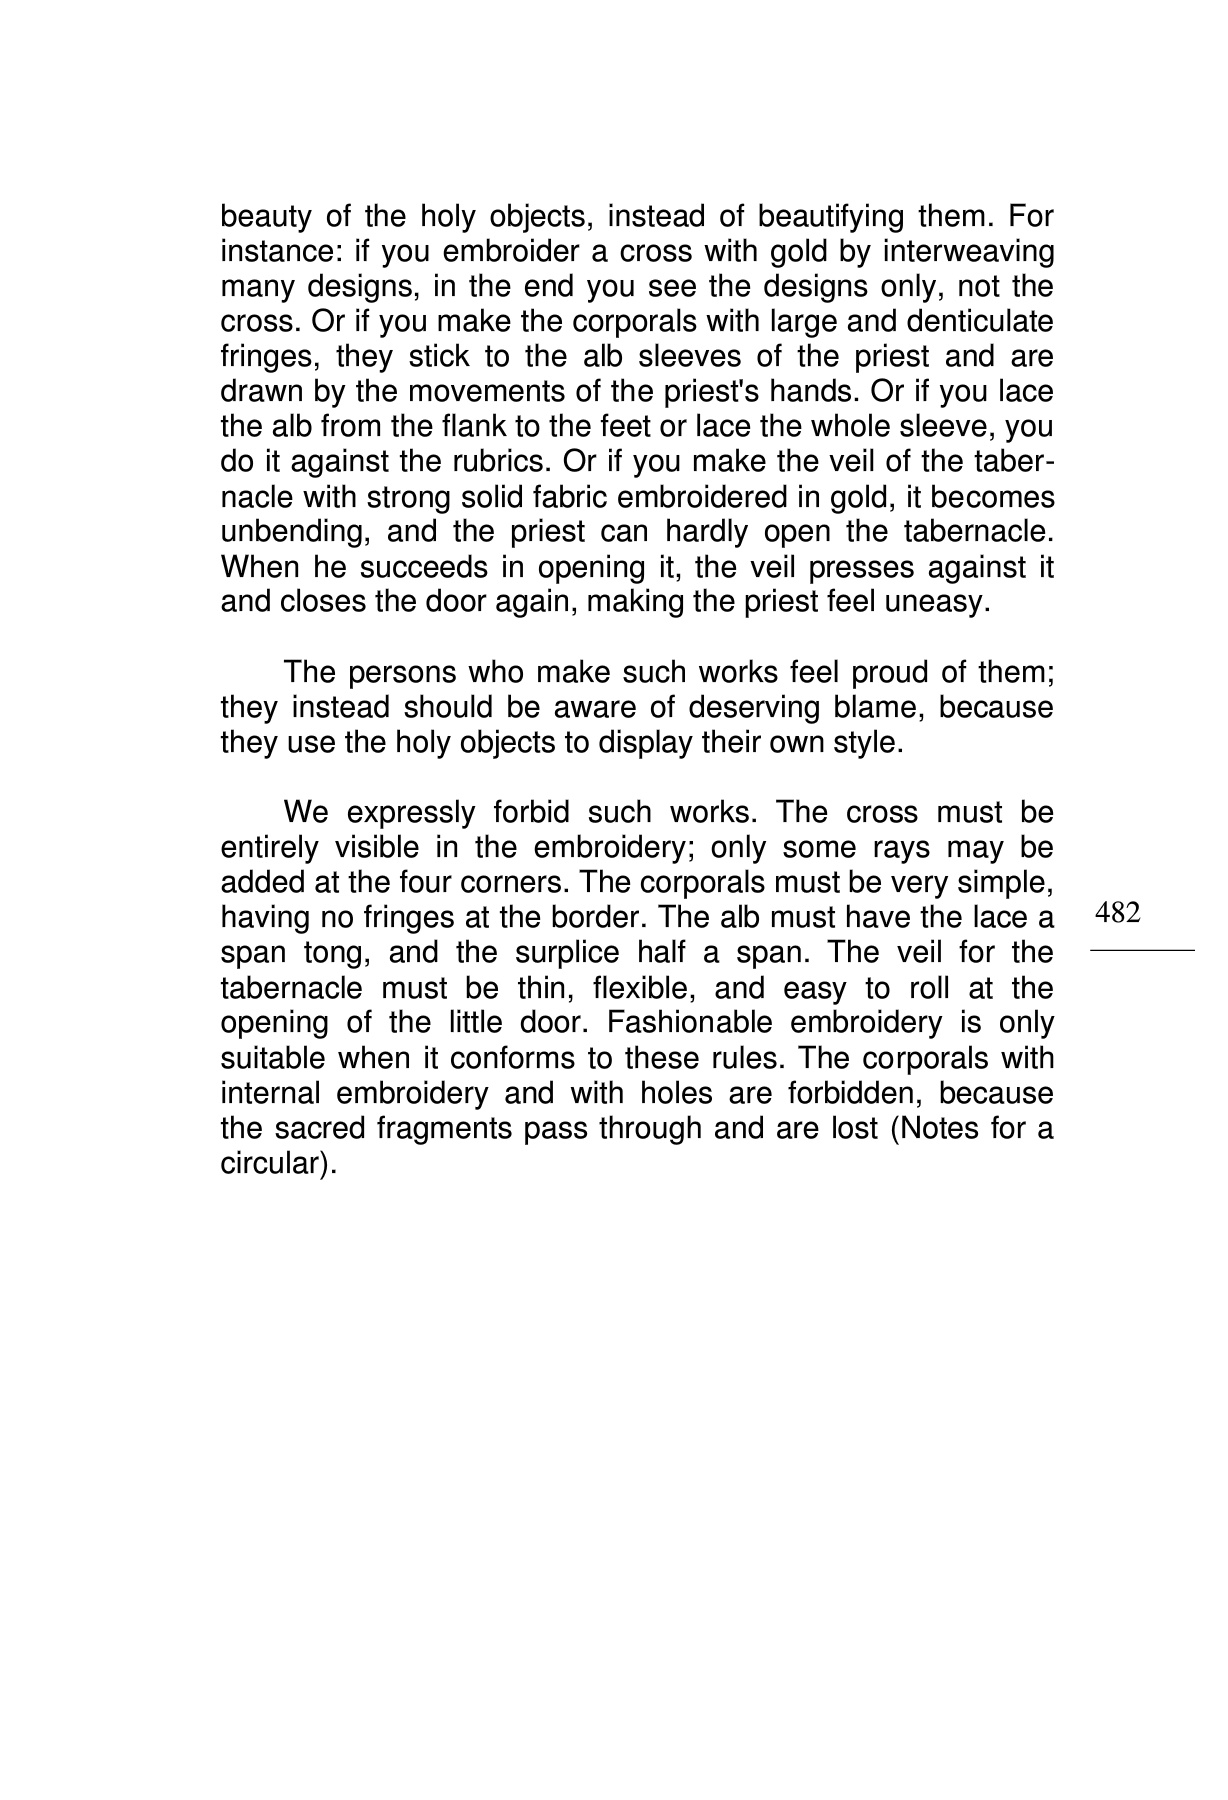 beauty of the holy objects, instead of beautifying them. For
instance: if you embroider a cross with gold by interweaving
many designs, in the end you see the designs only, not the
cross. Or if you make the corporals with large and denticulate
fringes, they stick to the alb sleeves of the priest and are
drawn by the movements of the priest's hands. Or if you lace
the alb from the flank to the feet or lace the whole sleeve, you
do it against the rubrics. Or if you make the veil of the taber-
nacle with strong solid fabric embroidered in gold, it becomes
unbending, and the priest can hardly open the tabernacle.
When he succeeds in opening it, the veil presses against it
and closes the door again, making the priest feel uneasy.
The persons who make such works feel proud of them;
they instead should be aware of deserving blame, because
they use the holy objects to display their own style.
We expressly forbid such works. The cross must be
entirely visible in the embroidery; only some rays may be
added at the four corners. The corporals must be very simple,
having no fringes at the border. The alb must have the lace a
span tong, and the surplice half a span. The veil for the
tabernacle must be thin, flexible, and easy to roll at the
opening of the little door. Fashionable embroidery is only
suitable when it conforms to these rules. The corporals with
internal embroidery and with holes are forbidden, because
the sacred fragments pass through and are lost (Notes for a
circular).
482